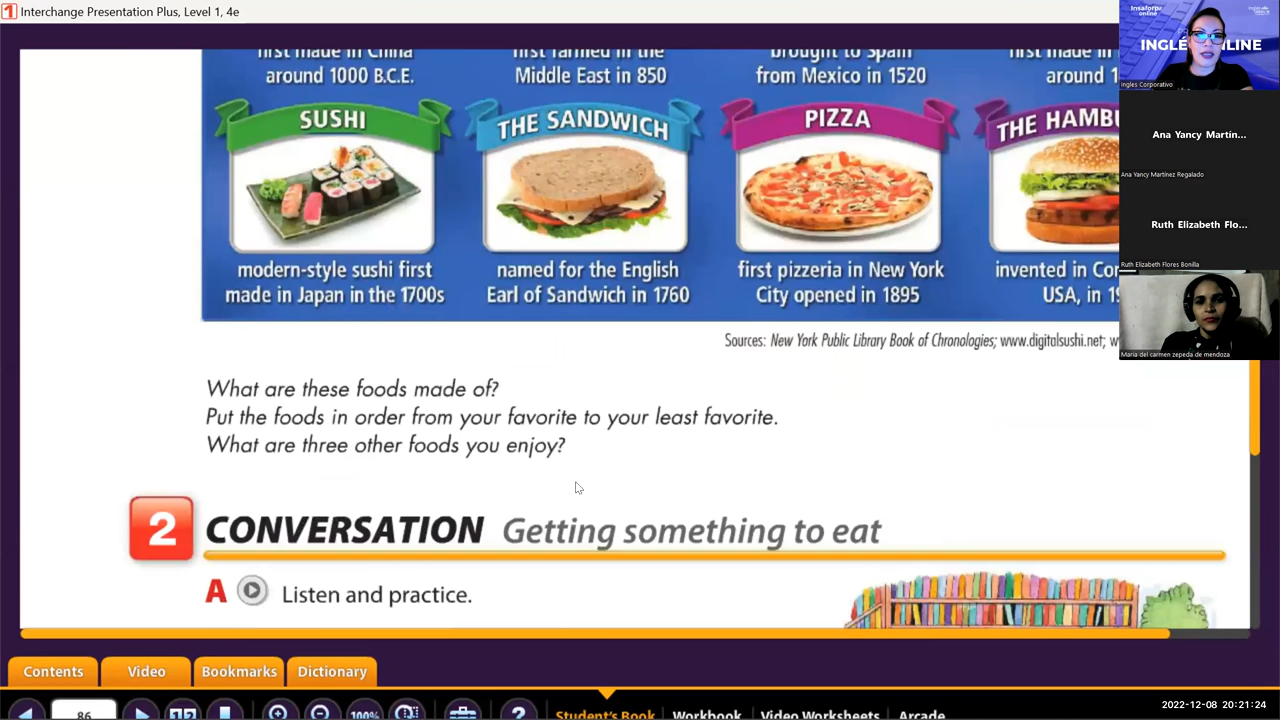 Interchange Presentation Plus, Level 1, 4e
first made in China
around 1000 B.C.E.
first farmed in the
Middle East in 850
brought to Spain
from Mexico in 1520
first made in
around 1
SUSHI
modern-style sushi first
made in Japan in the 1700s
THE SANDWICH
named for the English
Earl of Sandwich in 1760
PIZZA
first pizzeria in New York
City opened in 1895
THE HAMBU
invented in Con
USA, in 19
Sources: New York Public Library Book of Chronologies; www.digitalsushi.net; w
What are these foods made of?
Put the foods in order from your favorite to your least favorite.
What are three other foods you enjoy?
2 CONVERSATION Getting something to eat
A Listen and practice.
Contents Video Bookmarks Dictionary
86 100% ? Student's Book Workbook Video Worksheets Arcade
Insaforp
online
INGLÉ NLINE
Ingles Corporativo
Ana Yancy Martín...
Ana Yancy Martínez Regalado
Ruth Elizabeth Flo...
Ruth Elizabeth Flores Bonilla
Maria del carmen zepeda de mendoza
2022-12-08 20:21:24